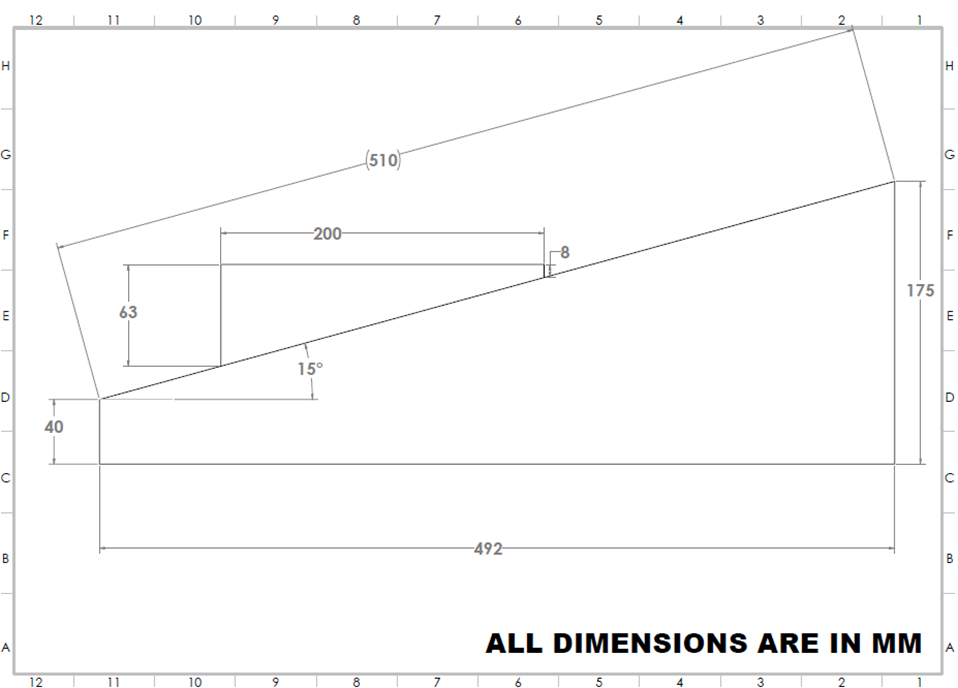 12 11 10 9 8 7 6 5 4 3 2 1
H H
(510)
G G
200
F F
8
63
175
E E
15°
D D
40
C C
492
B B
ALL DIMENSIONS ARE IN MM
A A
12 11 10 9 8 7 6 5 4 3 2 1